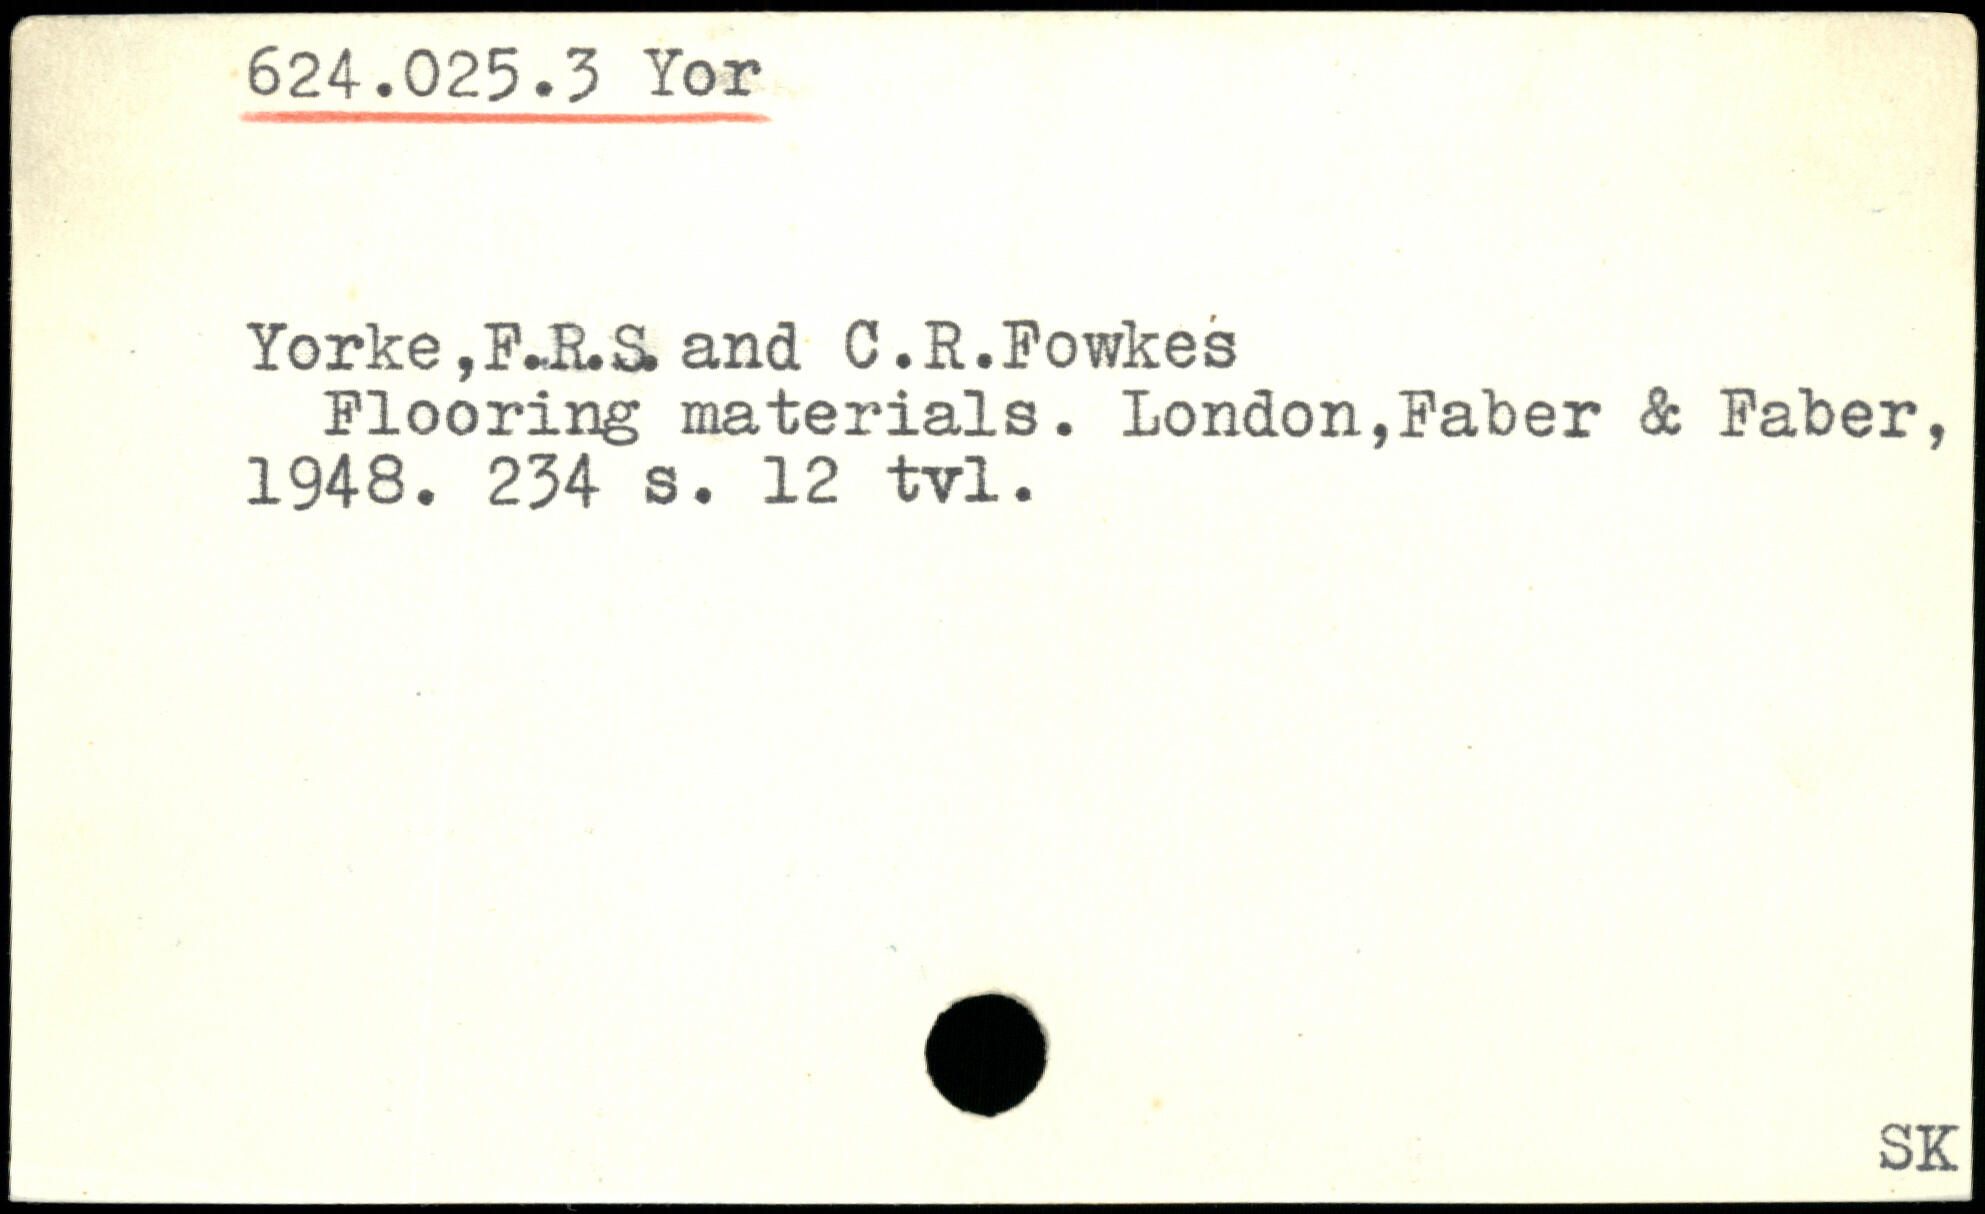 624.025.3 Yor
Yorke,F.R.S. and C.R.Fowkes
Flooring materials. London,Faber & Faber,
1948. 234 s. 12 tvl.
SK